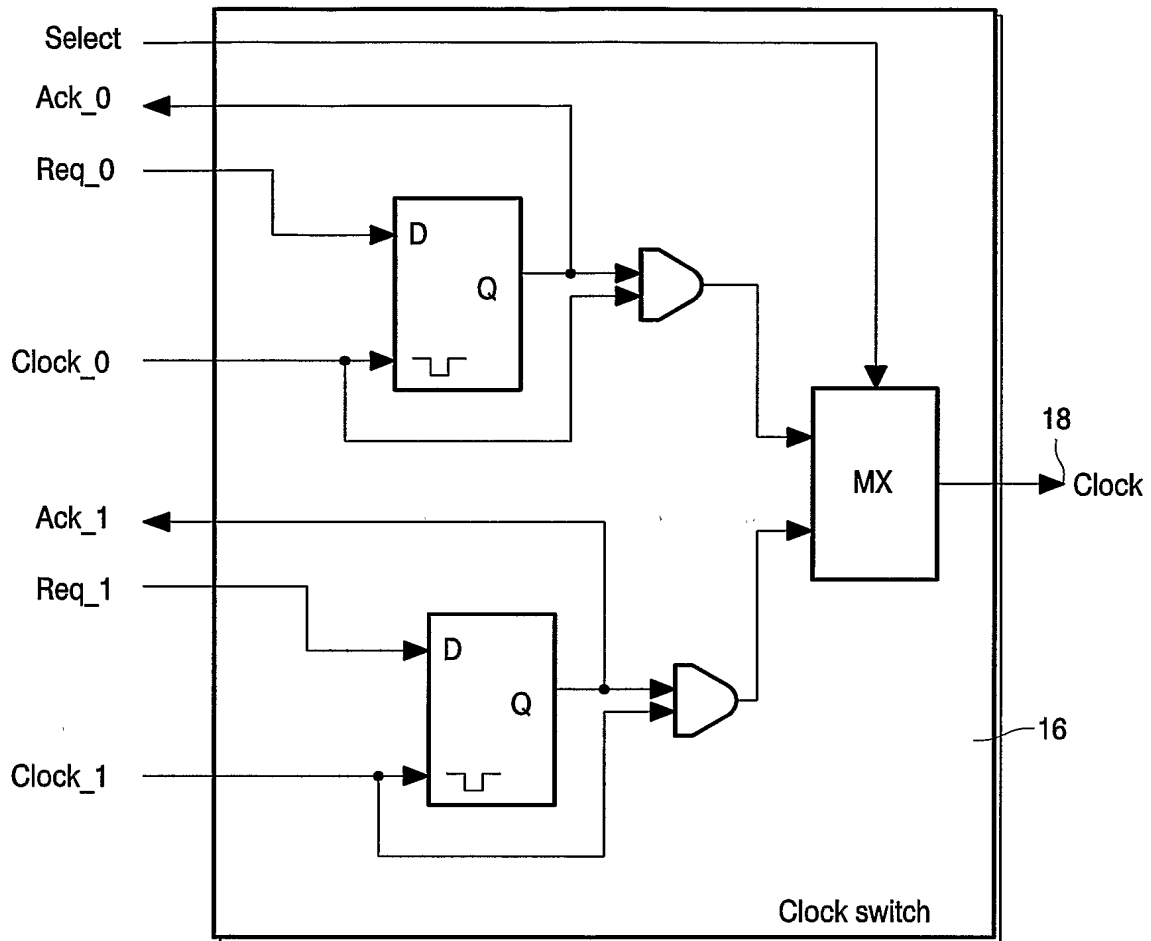 Select
Ack_0
Req_0
D
Q
Clock_0
18
MX
Clock
Ack_1
Req_1
D
Q
16
Clock_1
Clock switch